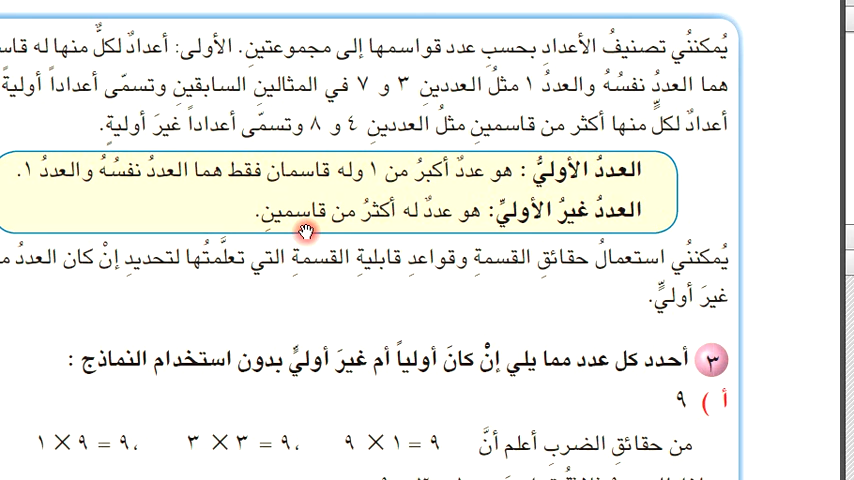 يُمكنني تصنيفُ الأعدادِ بحسبِ عدد قواسمها إلى مجموعتينِ. الأولى: أعدادٌ لكلٍّ منها له
هما العددُ نفسُهُ والعددُ ١ مثلُ العددينِ ٣ و ٧ في المثالينِ السابقينِ وتسمّى أعداداً أوليةً
أعدادٌ لكلٍّ منها أكثر من قاسمينِ مثلُ العددينِ ٤ و ٨ وتسمّى أعداداً غيرَ أوليةٍ.
العددُ الأوليُّ : هو عددٌ أكبرُ من ١ وله قاسمان فقط هما العددُ نفسُهُ والعددُ ١.
العددُ غيرُ الأوليِّ: هو عددٌ له أكثرُ من قاسمينِ.
يُمكنني استعمالُ حقائقِ القسمةِ وقواعدِ قابليةِ القسمةِ التي تعلَّمتُها لتحديدِ إنْ كان العددُ
غيرَ أوليٍّ.
٣ أحدد كل عدد مما يلي إنْ كانَ أولياً أم غيرَ أوليٍّ بدون استخدام النماذج :
أ ) ٩
من حقائقِ الضربِ أعلم أنَّ ٩ = ١ × ٩ ،٩ = ٣ × ٣ ،٩ = ٩ × ١